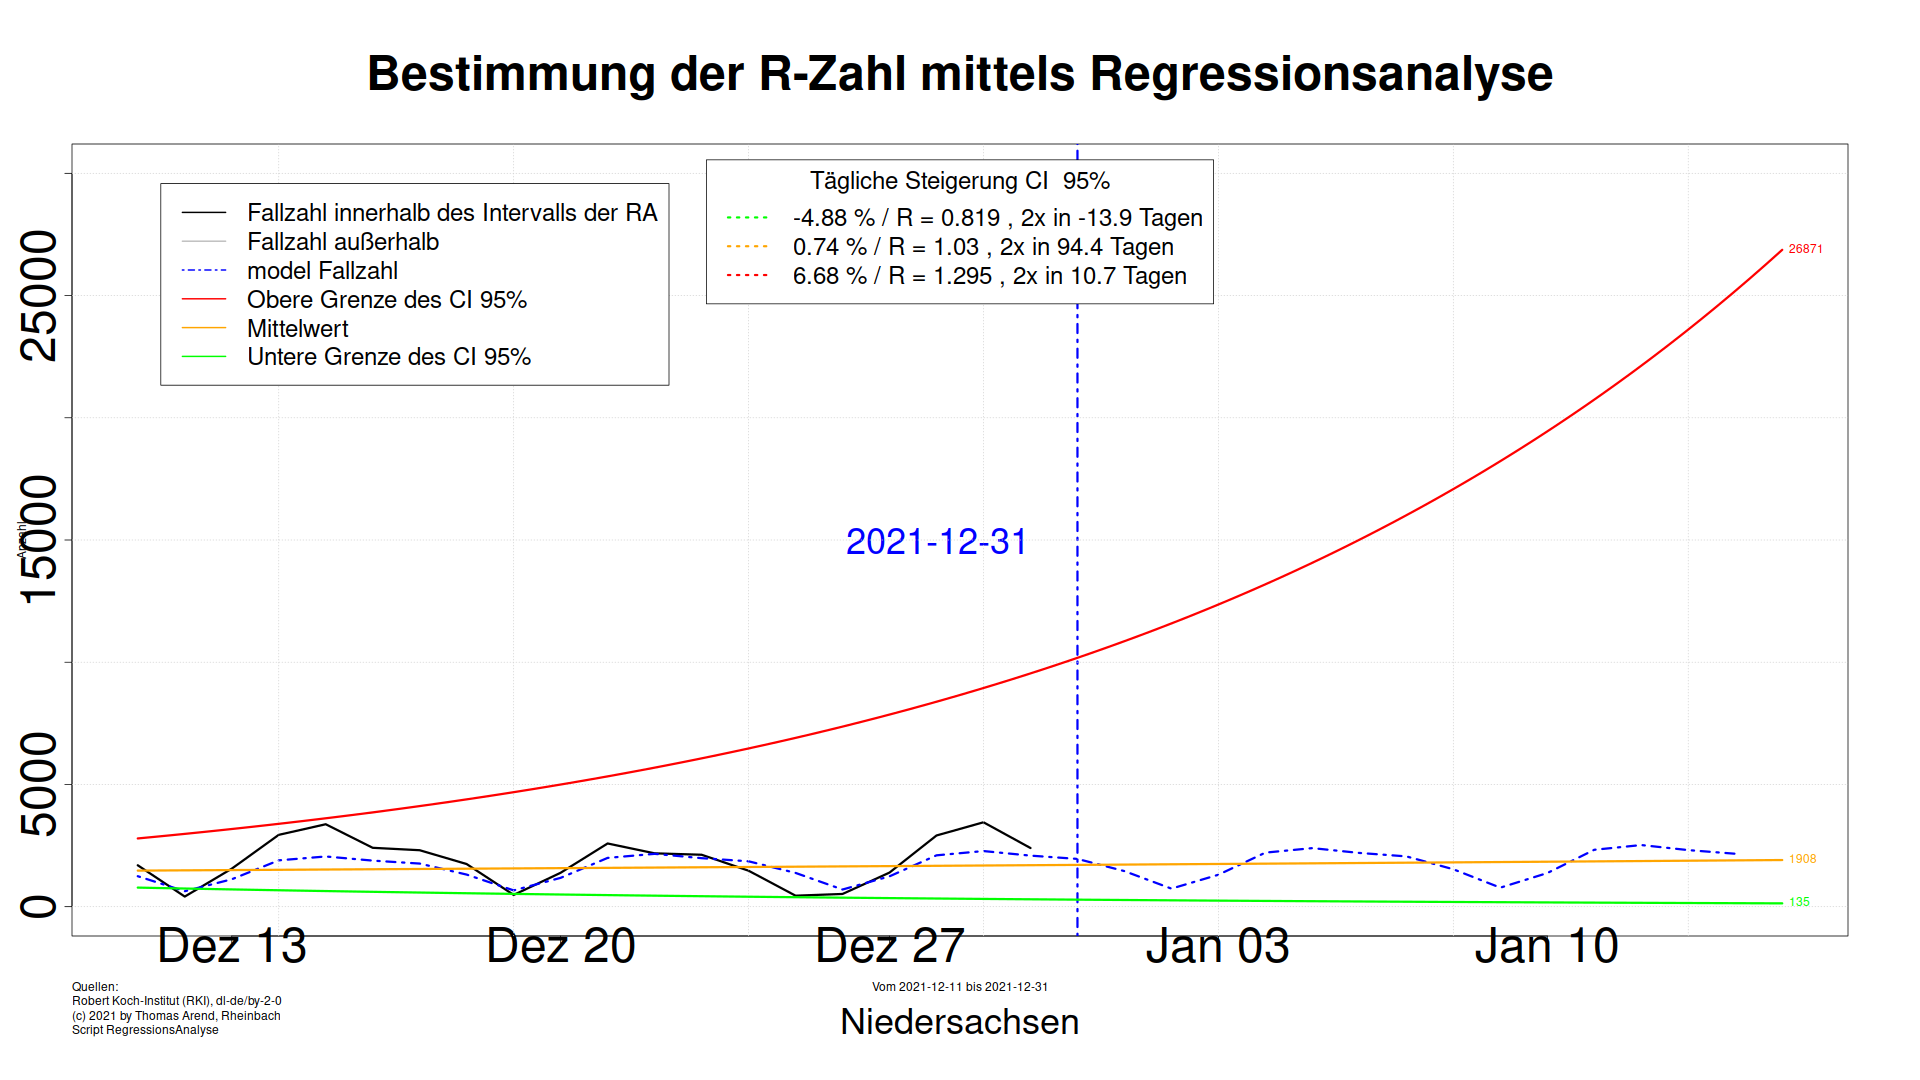 Bestimmung der R-Zahl mittels Regressionsanalyse
Fallzahl innerhalb des Intervalls der RA
Fallzahl außerhalb
model Fallzahl
Obere Grenze des CI 95%
Mittelwert
Untere Grenze des CI 95%
Tägliche Steigerung CI  95%
-4.88 % / R = 0.819 , 2x in -13.9 Tagen
0.74 % / R = 1.03 , 2x in 94.4 Tagen
6.68 % / R = 1.295 , 2x in 10.7 Tagen
26871
25000
15000
5000
0
Anzahl
2021-12-31
1908
135
Dez 13
Dez 20
Dez 27
Jan 03
Jan 10
Quellen:
Robert Koch-Institut (RKI), dl-de/by-2-0
(c) 2021 by Thomas Arend, Rheinbach
Script RegressionsAnalyse
Vom 2021-12-11 bis 2021-12-31
Niedersachsen